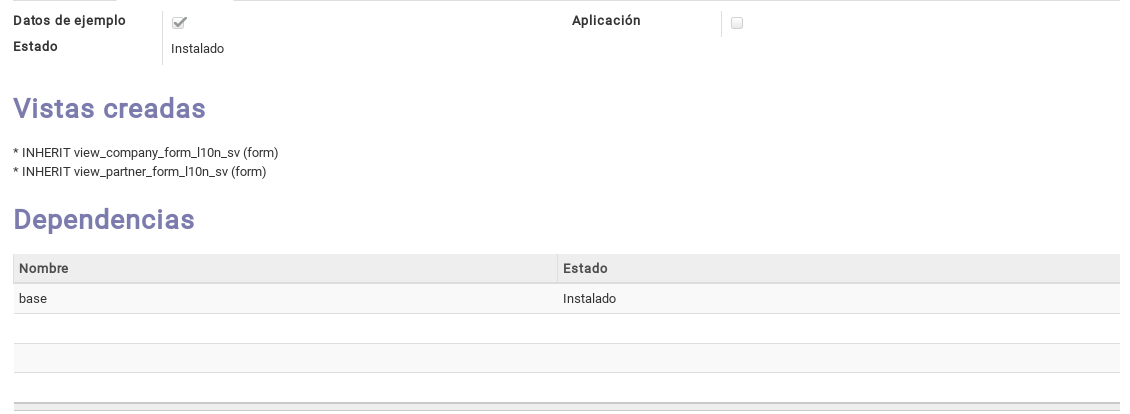 Datos de ejemplo Aplicación
Estado Instalado
Vistas creadas
* INHERIT view_company_form_l10n_sv (form)
* INHERIT view_partner_form_l10n_sv (form)
Dependencias
Nombre Estado
base Instalado